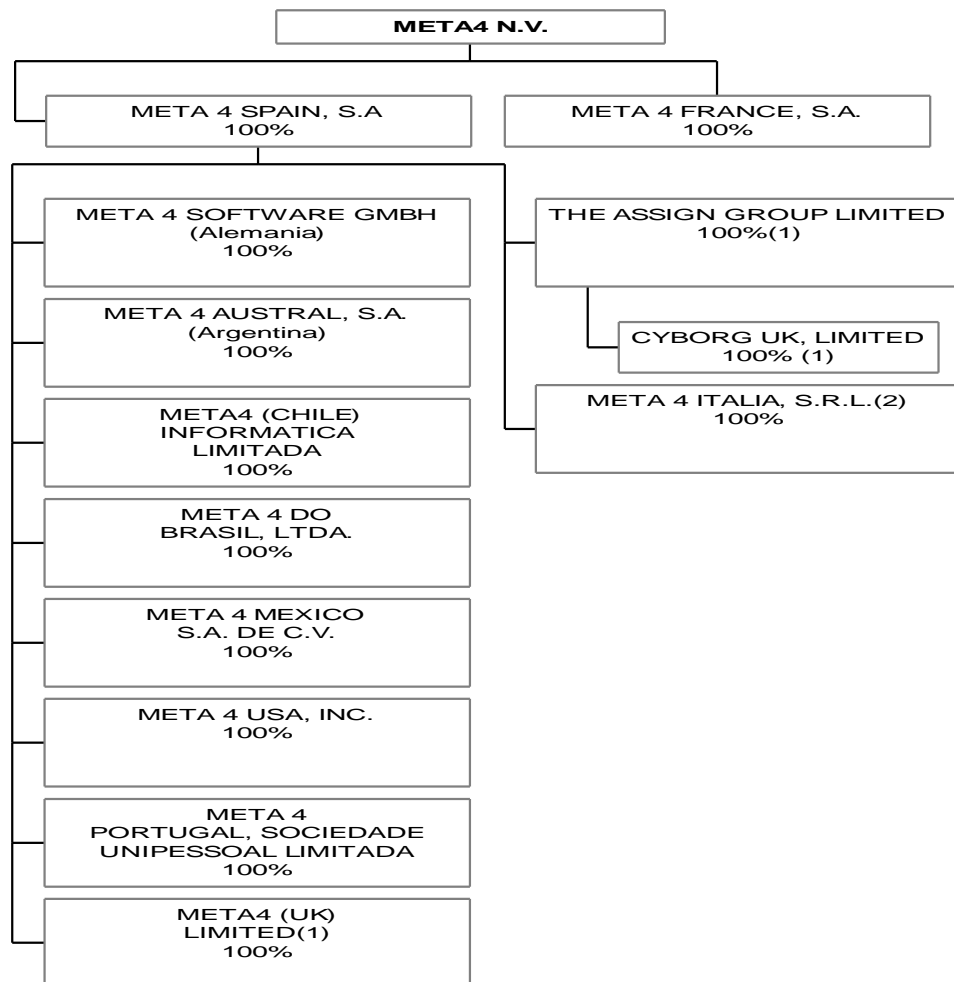 META4 N.V.
META 4 SPAIN, S.A
100%
META 4 FRANCE, S.A.
100%
META 4 SOFTWARE GMBH
(Alemania)
100%
META 4 AUSTRAL, S.A.
(Argentina)
100%
META4 (CHILE)
INFORMATICA
LIMITADA
100%
META 4 DO
BRASIL, LTDA.
100%
META 4 MEXICO
S.A. DE C.V.
100%
META 4 USA, INC.
100%
META 4
PORTUGAL, SOCIEDADE
UNIPESSOAL LIMITADA
100%
META4 (UK)
LIMITED(1)
100%
THE ASSIGN GROUP LIMITED
100%(1)
CYBORG UK, LIMITED
100% (1)
META 4 ITALIA, S.R.L.(2)
100%